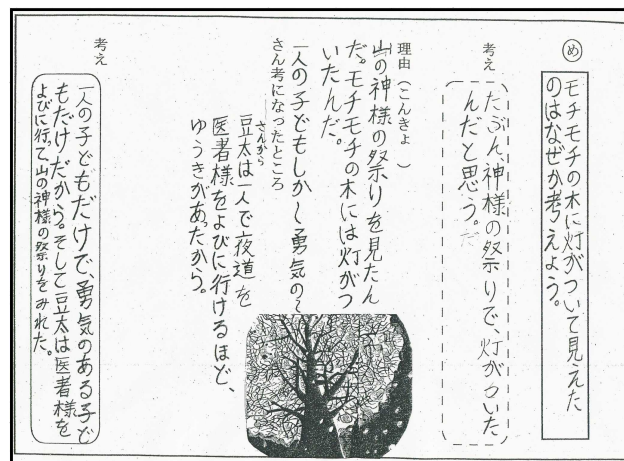 め
モチモチの木に灯がついて見えた
のはなぜか考えよう。
考え
たぶん、神様の祭りで、灯がついた
んだと思う。
理由(こんきょ)
山の神様の祭りを見たん
だ。モチモチの木には灯がつ
いたんだ。
一人の子どもしか〜勇気の〜
さん考になったところ
さんから
豆太は一人で夜道を
医者様をよびに行けるほど、
ゆうきがあったから。
考え
一人の子どもだけで、勇気のある子ど
もだけだから。そして豆太は医者様を
よびに行って山の神様の祭りをみれた。